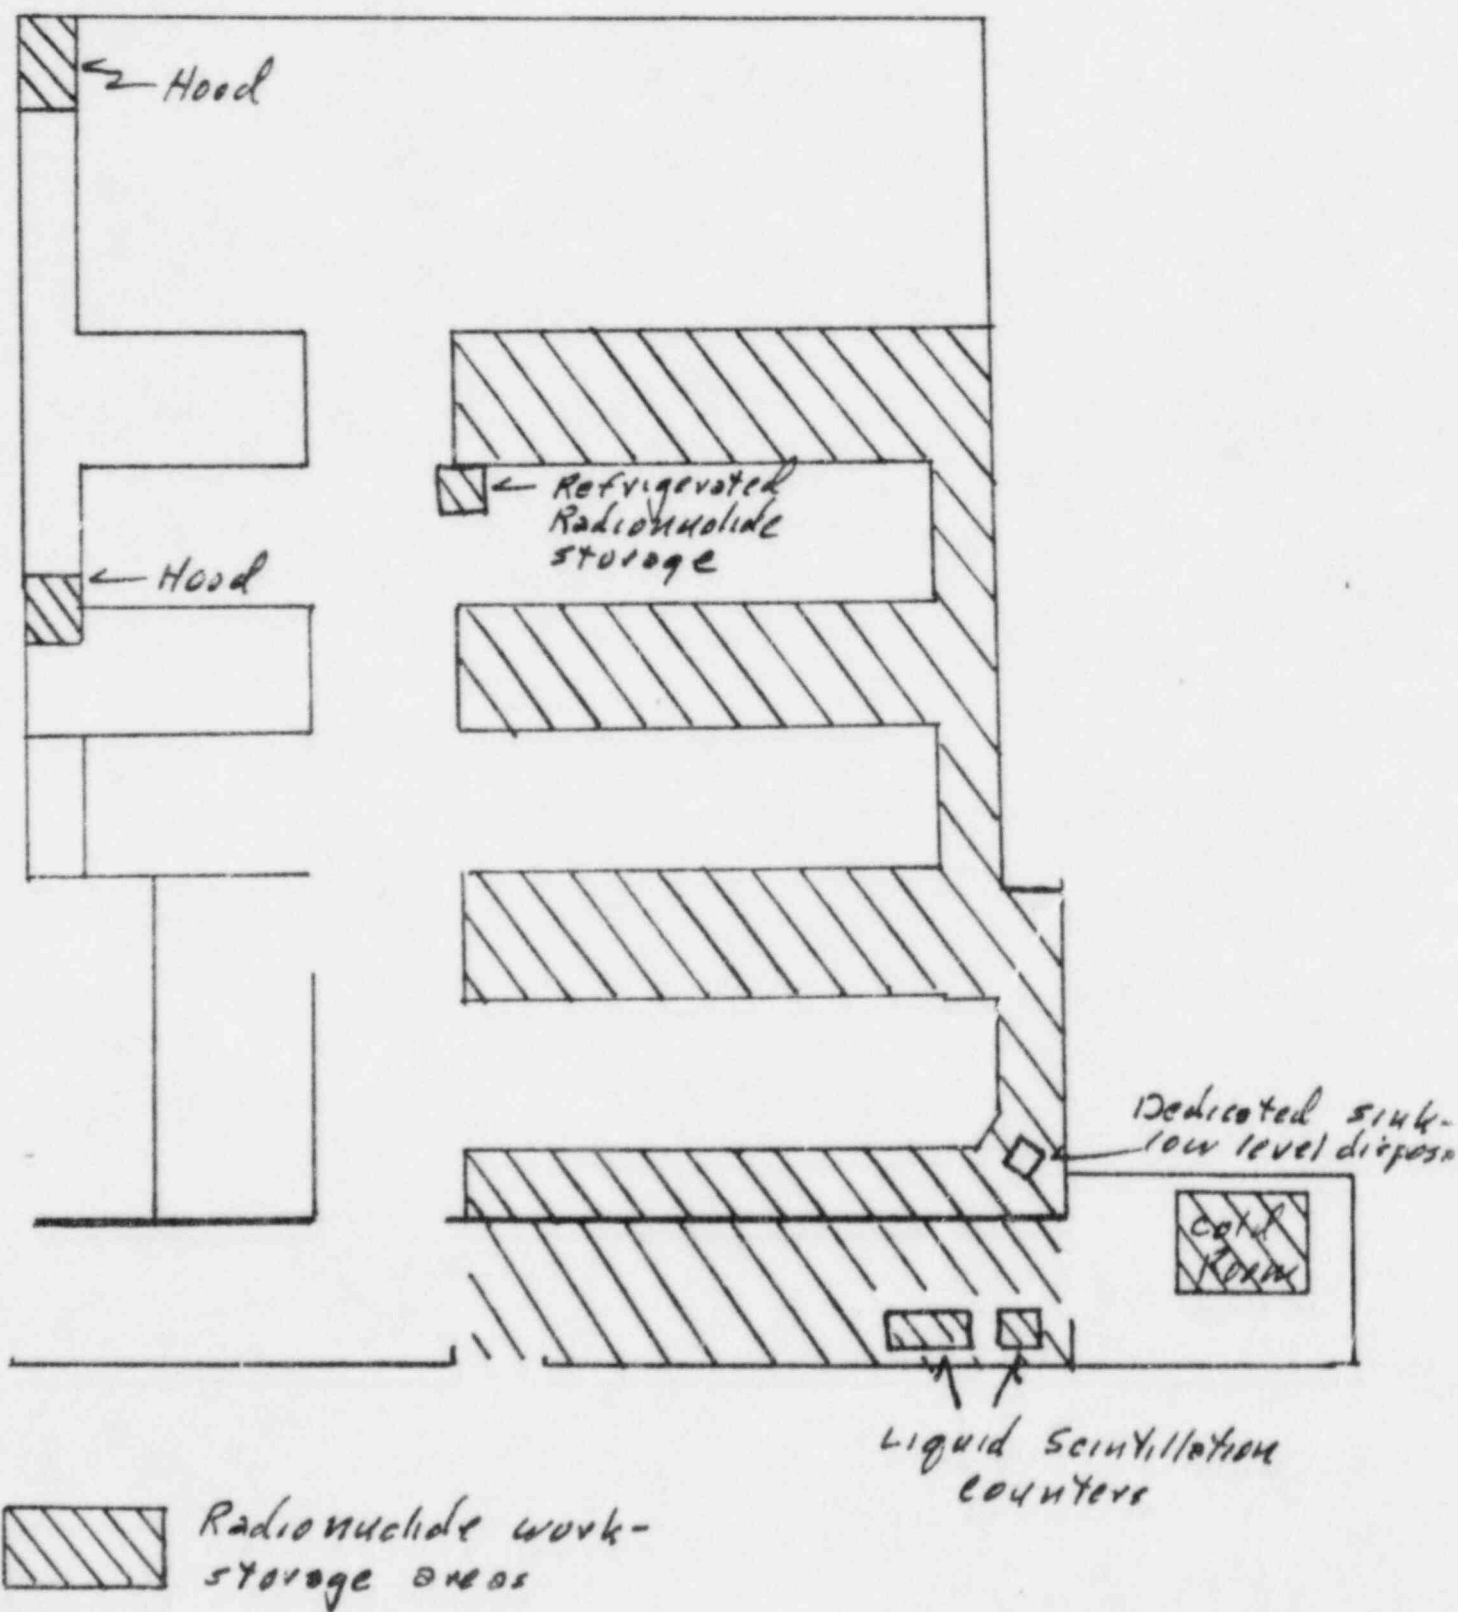 Hood
Refrigerated
Radionuclide
storage
Hood
Dedicated sink-
low level dispos
Cold
Room
Liquid Scintillation
counters
Radionuclide work-
storage areas